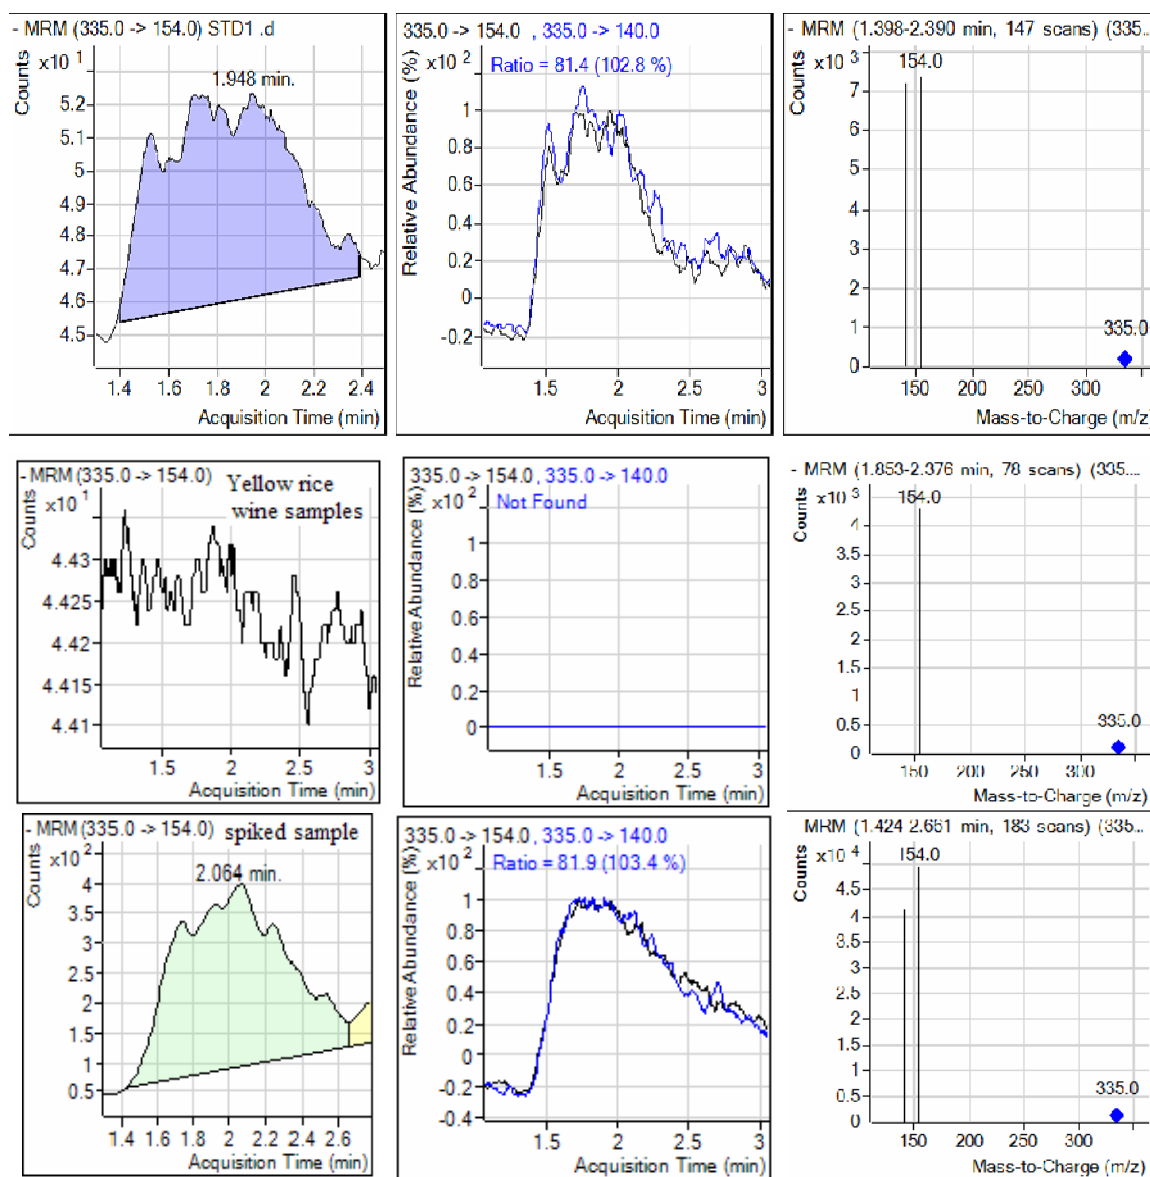 - MRM (335.0 -> 154.0) STD1 .d
Counts
x10 1
1.948 min.
5.2
5.1
5
4.9
4.8
4.7
4.6
4.5
1.4 1.6 1.8 2 2.2 2.4
Acquisition Time (min)
335.0 -> 154.0 , 335.0 -> 140.0
Relative Abundance (%)
x10 2
Ratio = 81.4 (102.8 %)
1
0.8
0.6
0.4
0.2
0
-0.2
1.5 2 2.5 3
Acquisition Time (min)
- MRM (1.398-2.390 min, 147 scans) (335...
Counts
x10 3
154.0
7
6
5
4
3
2
1
0
335.0
150 200 250 300
Mass-to-Charge (m/z)
- MRM (335.0 -> 154.0)
Counts
x10 1
Yellow rice
wine samples
4.43
4.425
4.42
4.415
4.41
1.5 2 2.5 3
Acquisition Time (min)
335.0 -> 154.0 , 335.0 -> 140.0
Relative Abundance (%)
x10 2
Not Found
1
0.8
0.6
0.4
0.2
0
1.5 2 2.5 3
Acquisition Time (min)
- MRM (1.853-2.376 min, 78 scans) (335....
Counts
x10 3
154.0
4.5
4
3.5
3
2.5
2
1.5
1
0.5
0
335.0
150 200 250 300
Mass-to-Charge (m/z)
- MRM (335.0 -> 154.0) spiked sample
Counts
x10 2
2.064 min.
4
3.5
3
2.5
2
1.5
1
0.5
1.4 1.6 1.8 2 2.2 2.4 2.6
Acquisition Time (min)
335.0 -> 154.0, 335.0 -> 140.0
Relative Abundance (%)
x10 2
Ratio = 81.9 (103.4 %)
1
0.8
0.6
0.4
0.2
0
-0.2
-0.4
1.5 2 2.5 3
Acquisition Time (min)
MRM (1.424 2.661 min, 183 scans) (335...
Counts
x10 4
154.0
5
4.5
4
3.5
3
2.5
2
1.5
1
0.5
0
335.0
150 200 250 300
Mass-to-Charge (m/z)